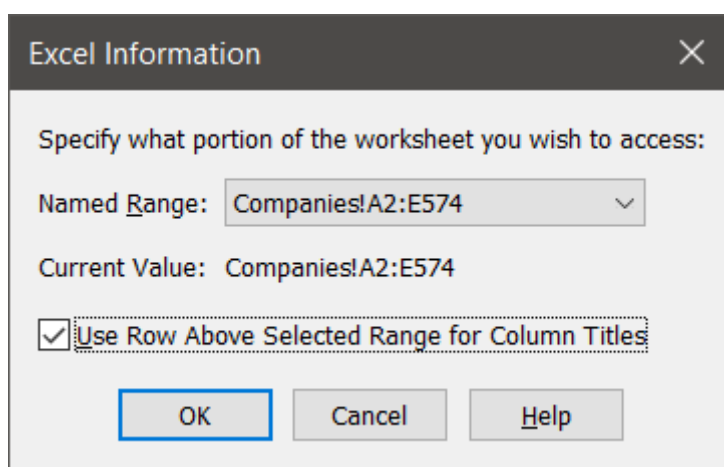 Excel Information
Specify what portion of the worksheet you wish to access:
Named Range: Companies!A2:E574
Current Value: Companies!A2:E574
Use Row Above Selected Range for Column Titles
OK Cancel Help